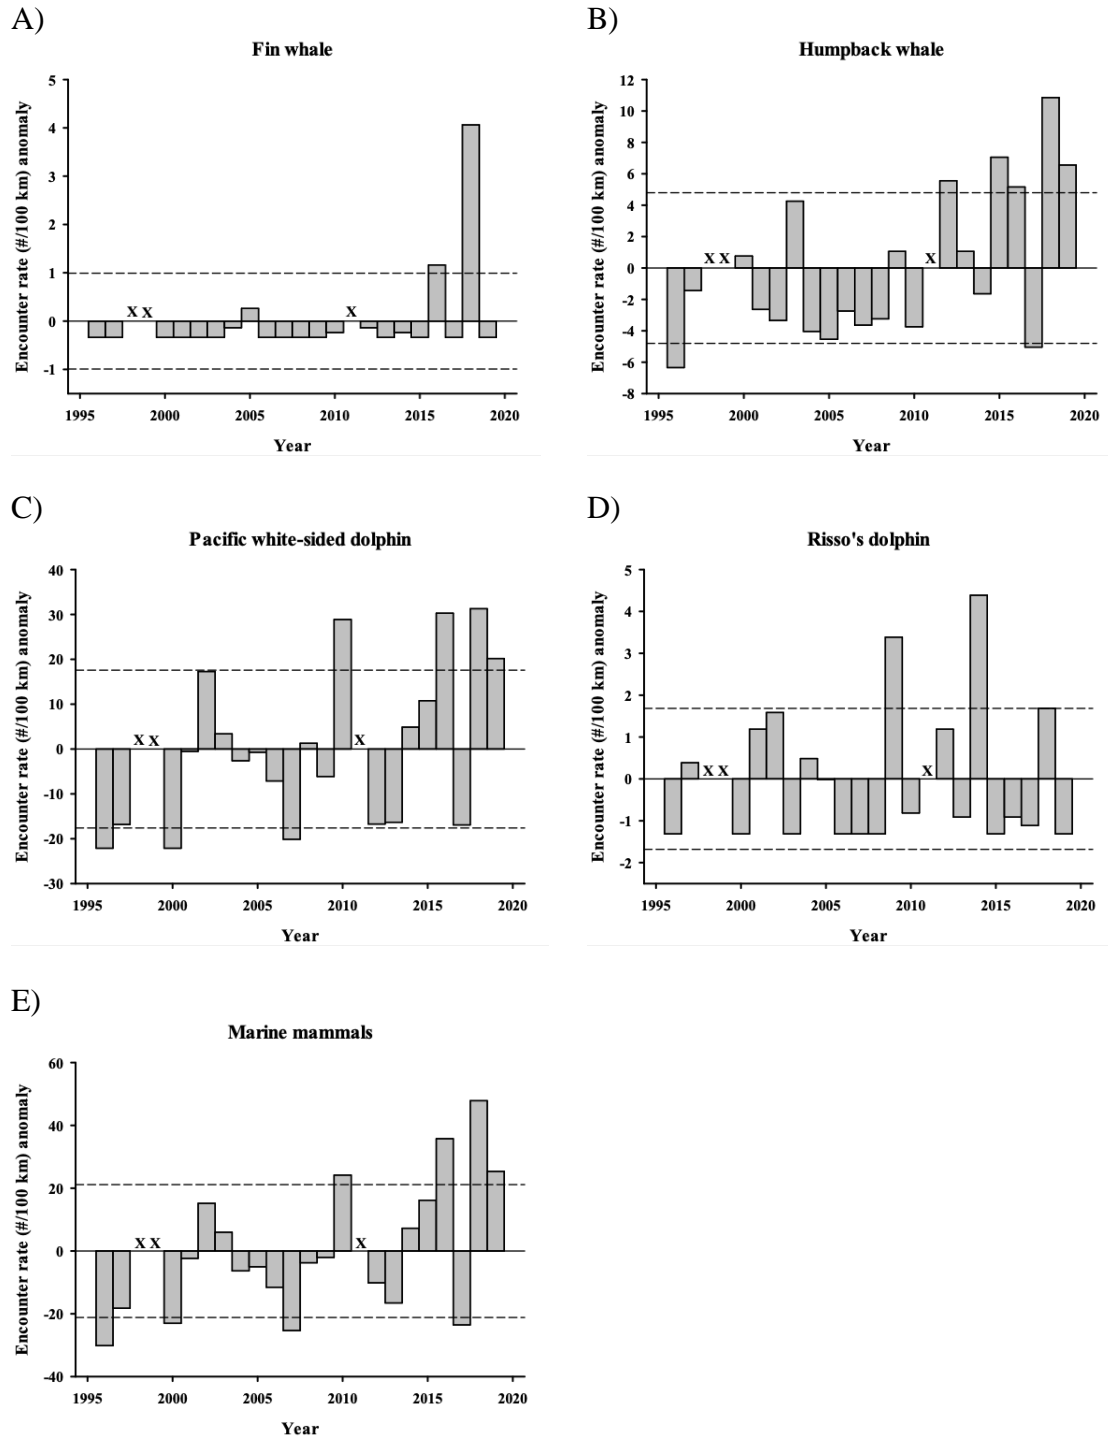 A)
Fin whale
Encounter rate (#/100 km) anomaly
5
4
3
2
1
0
-1
X X
X
1995 2000 2005 2010 2015 2020
Year
B)
Humpback whale
Encounter rate (#/100 km) anomaly
12
10
8
6
4
2
0
-2
-4
-6
-8
X X
X
1995 2000 2005 2010 2015 2020
Year
C)
Pacific white-sided dolphin
Encounter rate (#/100 km) anomaly
40
30
20
10
0
-10
-20
-30
X X
X
1995 2000 2005 2010 2015 2020
Year
D)
Risso's dolphin
Encounter rate (#/100 km) anomaly
5
4
3
2
1
0
-1
-2
X X
X
1995 2000 2005 2010 2015 2020
Year
E)
Marine mammals
Encounter rate (#/100 km) anomaly
60
40
20
0
-20
-40
X X
X
1995 2000 2005 2010 2015 2020
Year